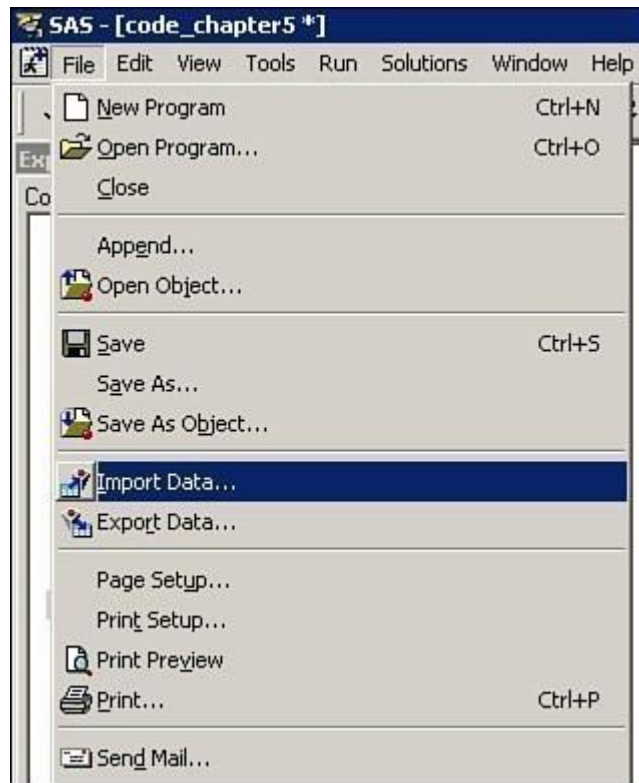 SAS - [code_chapter5 *]
File Edit View Tools Run Solutions Window Help
New Program Ctrl+N
Open Program... Ctrl+O
Close
Append...
Open Object...
Save Ctrl+S
Save As...
Save As Object...
Import Data...
Export Data...
Page Setup...
Print Setup...
Print Preview
Print... Ctrl+P
Send Mail...